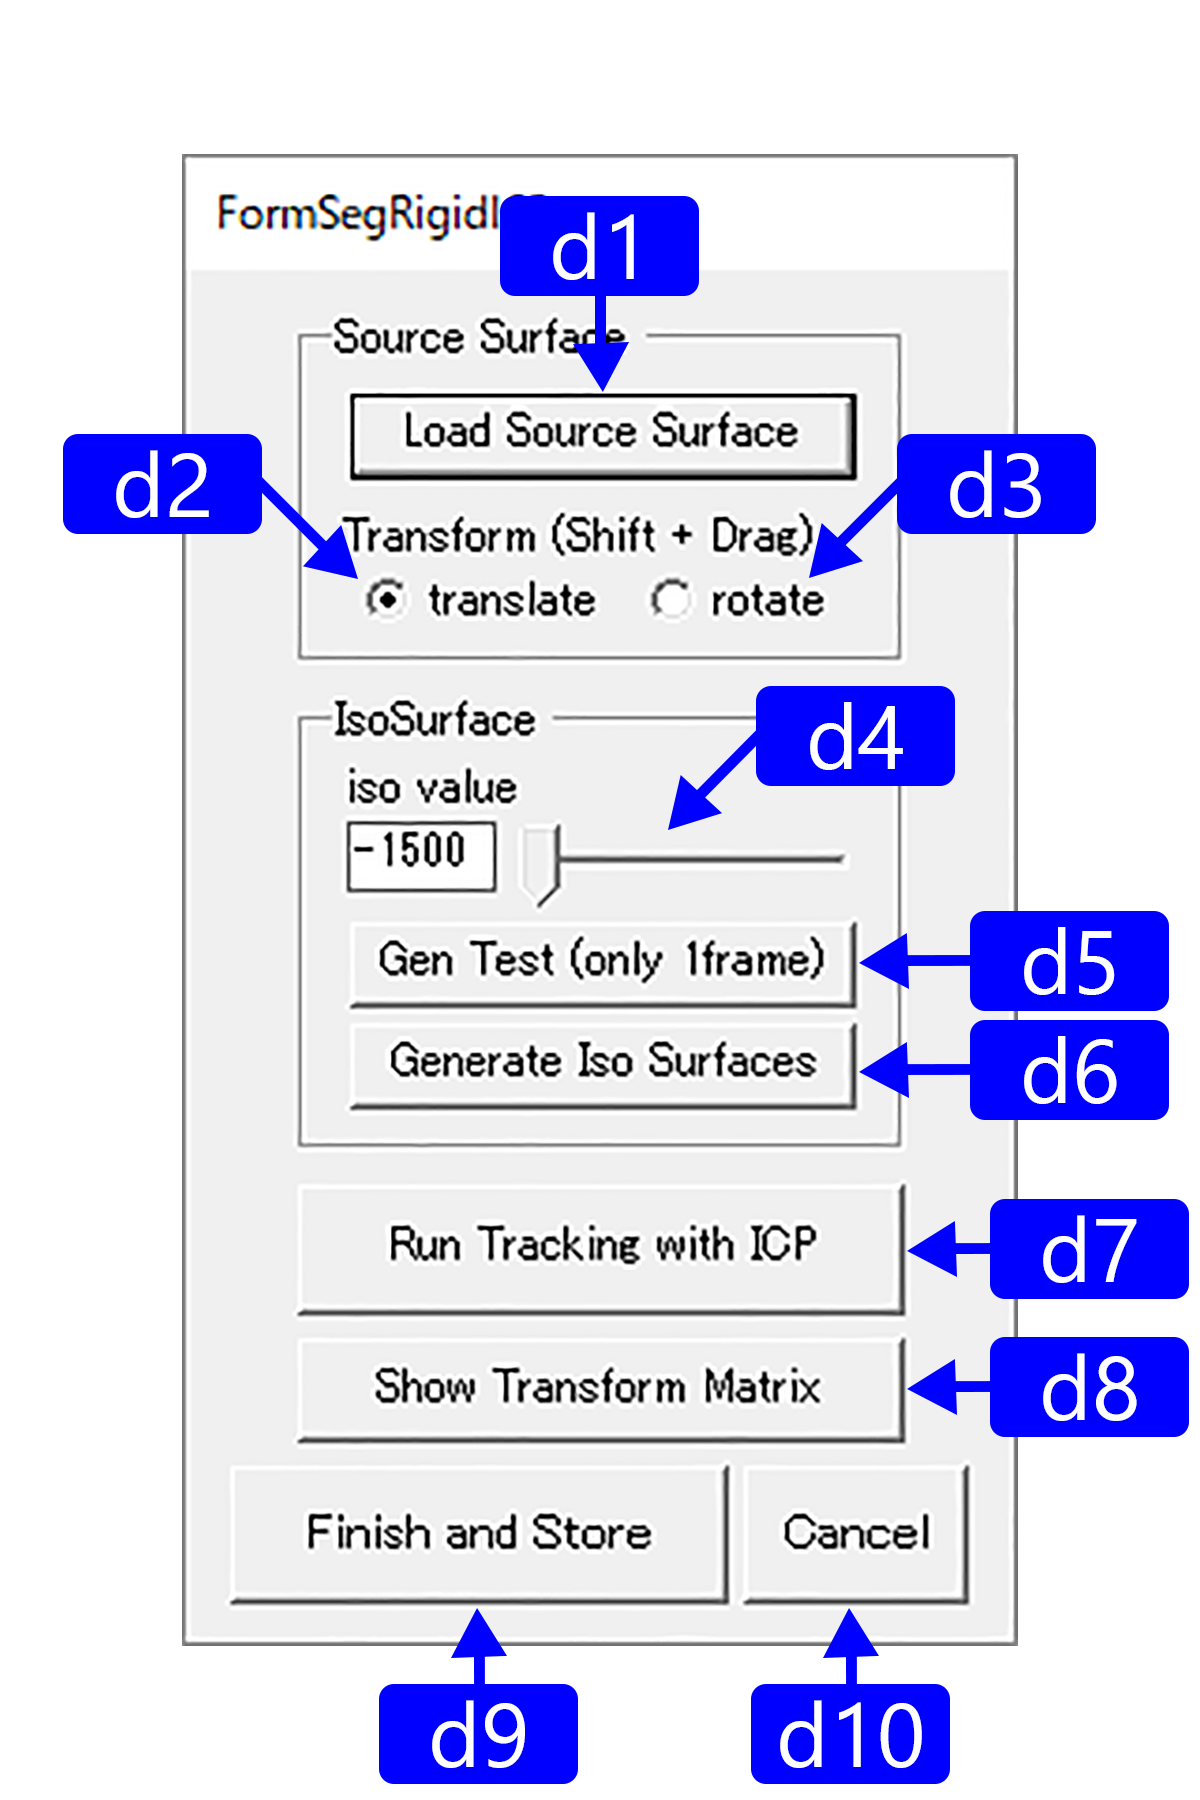 FormSegRigidI
d1
Source Surface
Load Source Surface
d2
d3
Transform (Shift + Drag)
translate rotate
IsoSurface
d4
iso value
-1500
Gen Test (only 1frame)
d5
Generate Iso Surfaces
d6
Run Tracking with ICP
d7
Show Transform Matrix
d8
Finish and Store
Cancel
d9
d10